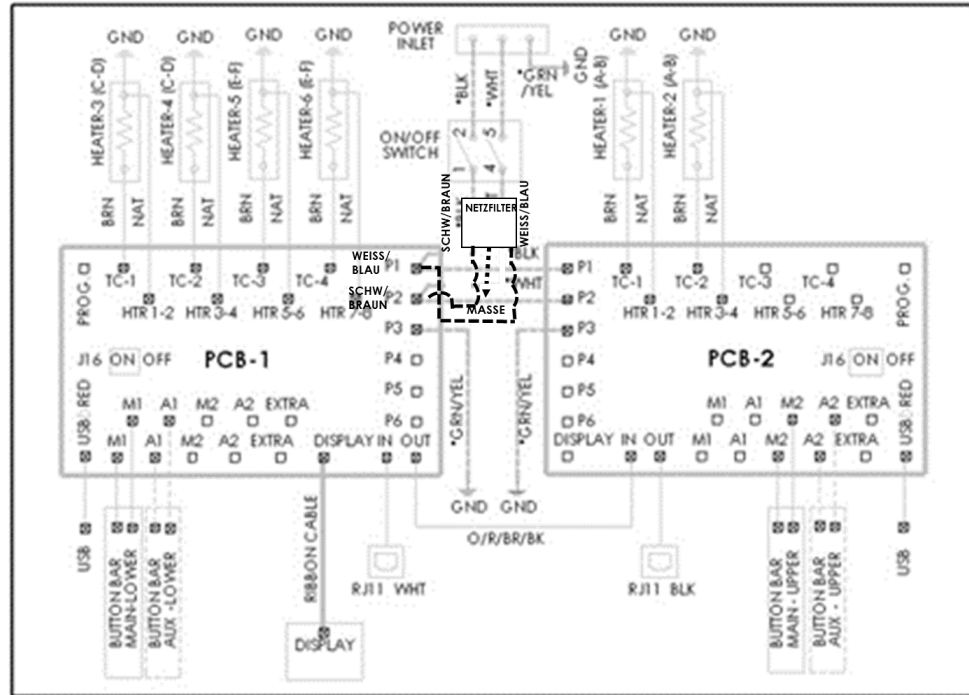 GND
GND
GND
GND
POWER
INLET
GND
GND
HEATER-3 (C-D)
HEATER-4 (C-D)
HEATER-5 (E-F)
HEATER-6 (E-F)
*BLK
*WHT
*GRN
/YEL
GND
HEATER-1 (A-B)
HEATER-2 (A-B)
ON/OFF
SWITCH
2
5
1
4
BRN
NAT
BRN
NAT
BRN
NAT
BRN
NAT
SCHW/BRAUN
NETZFILTER
WEISS/BLAU
BRN
NAT
BRN
NAT
WEISS/
BLAU
SCHW/
BRAUN
BLK
WHT
MASSE
PROG.
TC-1
TC-2
TC-3
TC-4
HTR 1-2
HTR 3-4
HTR 5-6
HTR 7-8
P1
P2
P3
P4
P5
P6
J16 ON OFF
PCB-1
USB RED
M1 A1 M2 A2 EXTRA
M1 A1 M2 A2 EXTRA DISPLAY IN OUT
P1
P2
P3
P4
P5
P6
TC-1
TC-2
TC-3
TC-4
HTR 1-2
HTR 3-4
HTR 5-6
HTR 7-8
PROG.
PCB-2
J16 ON OFF
M1 A1 M2 A2 EXTRA
DISPLAY IN OUT M1 A1 M2 A2 EXTRA
USB RED
*GRN/YEL
*GRN/YEL
GND GND
O/R/BR/BK
USB
BUTTON BAR
MAIN-LOWER
BUTTON BAR
AUX -LOWER
RIBBON CABLE
DISPLAY
RJ11 WHT
RJ11 BLK
BUTTON BAR
MAIN - UPPER
BUTTON BAR
AUX - UPPER
USB